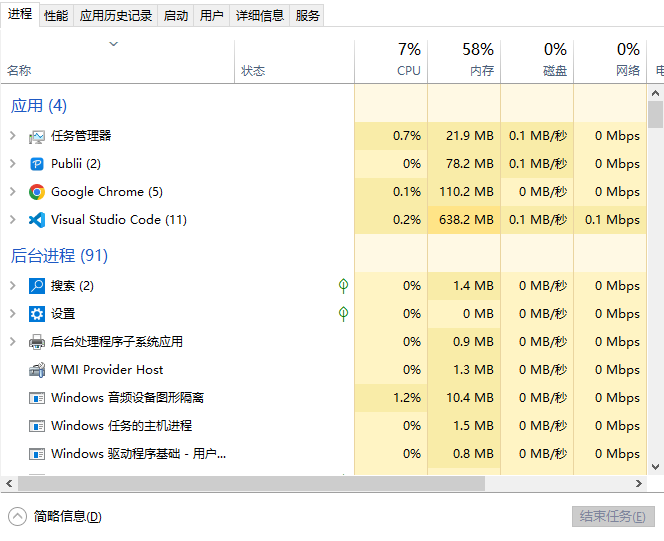 进程 性能 应用历史记录 启动 用户 详细信息 服务
7% 58% 0% 0%
名称 状态 CPU 内存 磁盘 网络
应用 (4)
任务管理器 0.7% 21.9 MB 0.1 MB/秒 0 Mbps
Publii (2) 0% 78.2 MB 0.1 MB/秒 0 Mbps
Google Chrome (5) 0.1% 110.2 MB 0 MB/秒 0 Mbps
Visual Studio Code (11) 0.2% 638.2 MB 0.1 MB/秒 0.1 Mbps
后台进程 (91)
搜索 (2) 0% 1.4 MB 0 MB/秒 0 Mbps
设置 0% 0 MB 0 MB/秒 0 Mbps
后台处理程序子系统应用 0% 0.9 MB 0 MB/秒 0 Mbps
WMI Provider Host 0% 1.3 MB 0 MB/秒 0 Mbps
Windows 音频设备图形隔离 1.2% 10.4 MB 0 MB/秒 0 Mbps
Windows 任务的主机进程 0% 1.5 MB 0 MB/秒 0 Mbps
Windows 驱动程序基础 - 用户... 0% 0.8 MB 0 MB/秒 0 Mbps
简略信息(D) 结束任务(E)